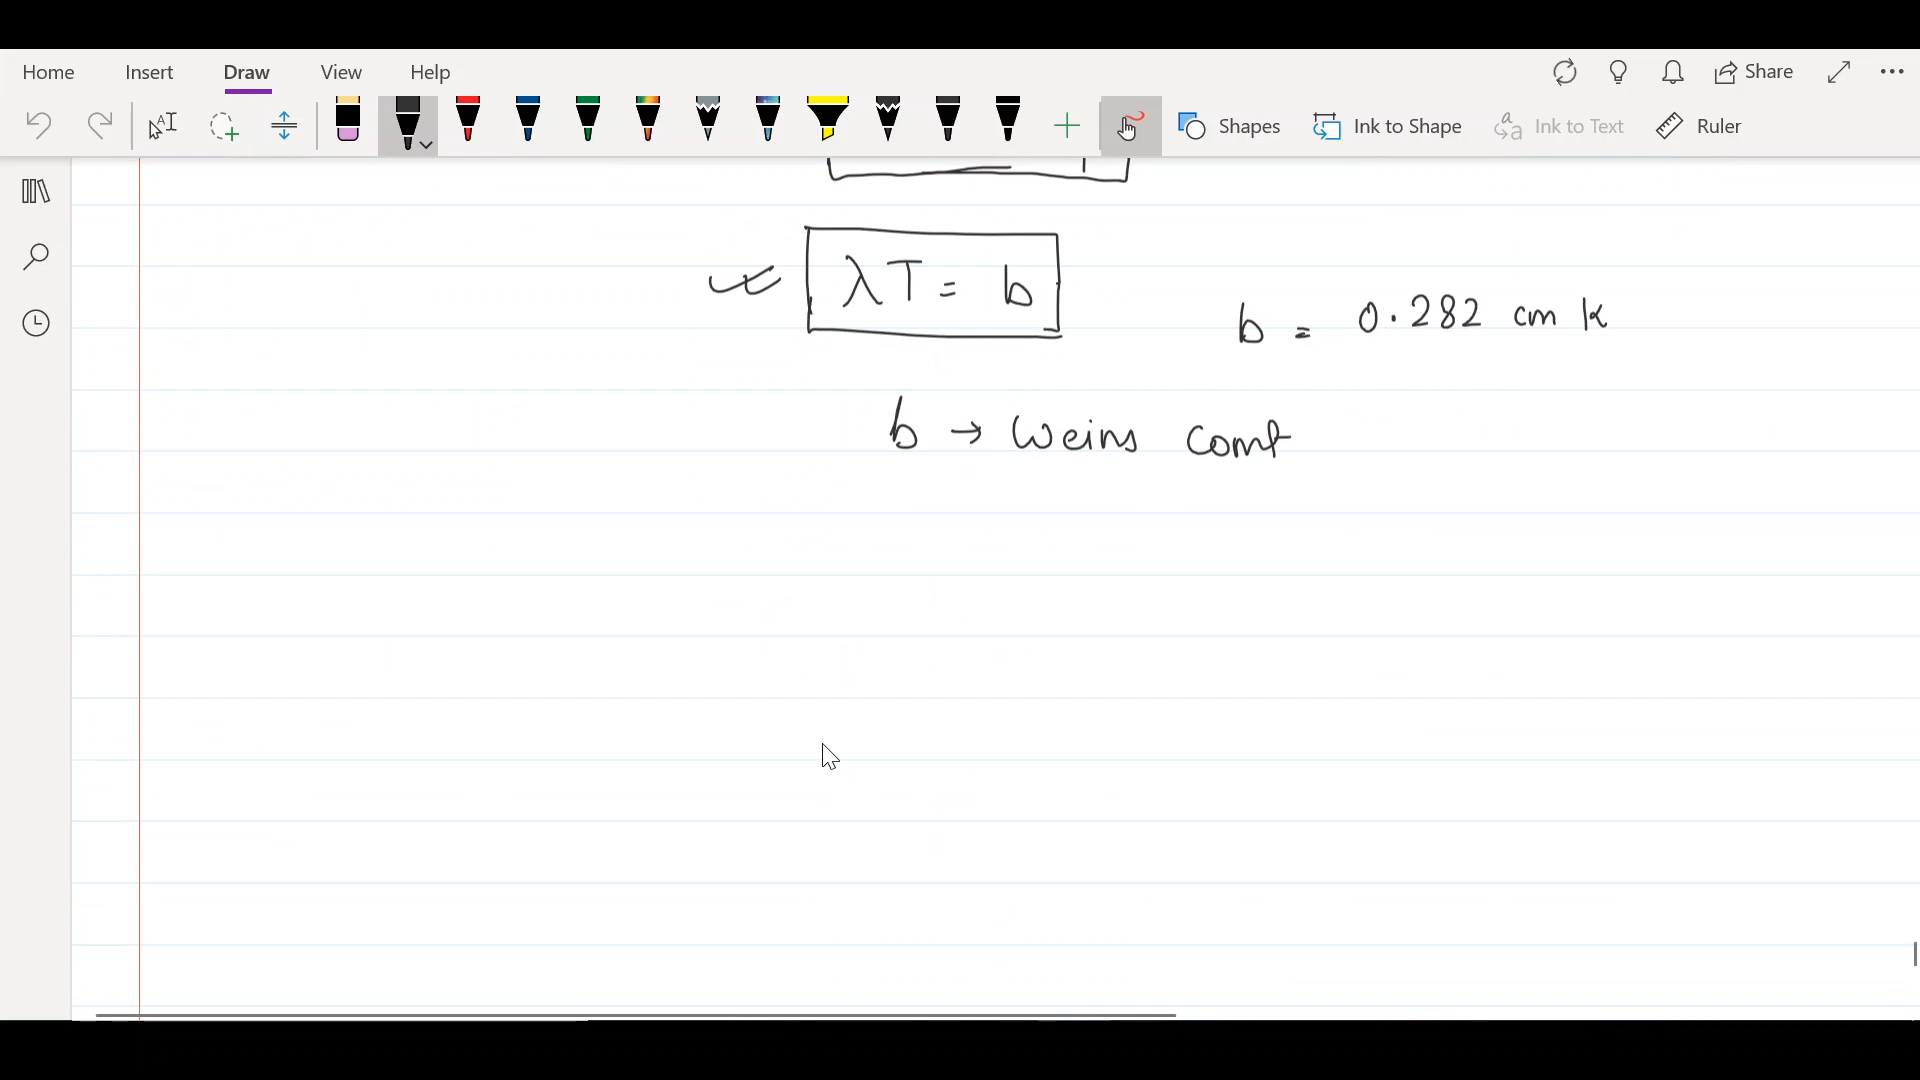 Home Insert Draw View Help Share
Shapes Ink to Shape Ink to Text Ruler
λT = b
b = 0.282 cm k
b → Weins const